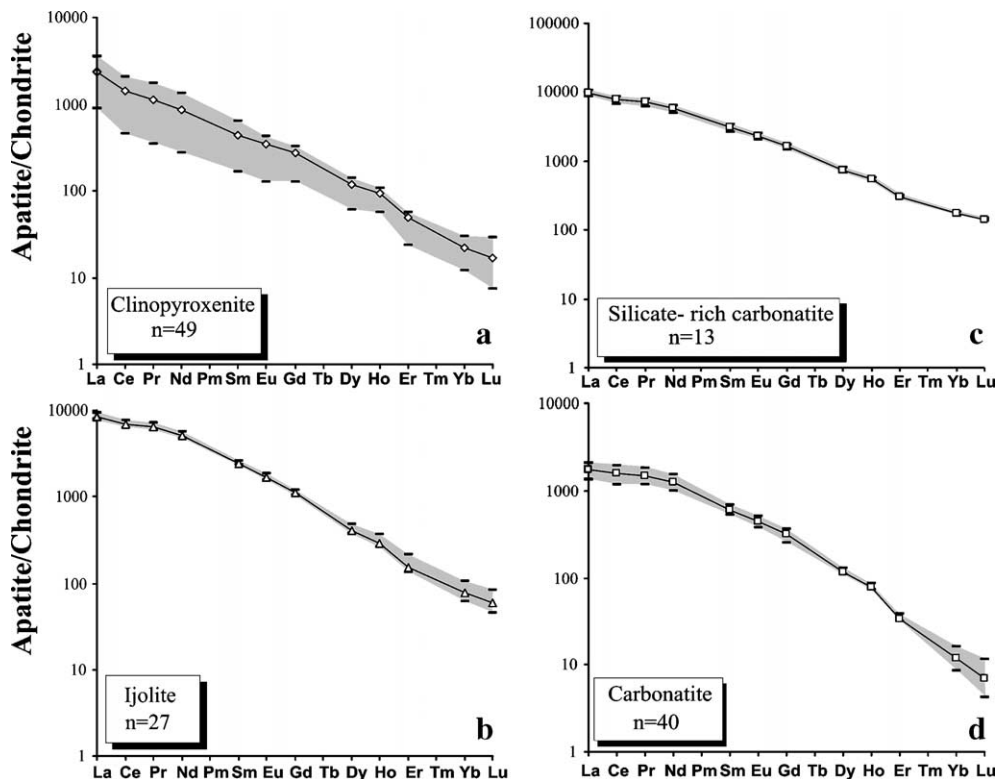 Apatite/Chondrite
10000
1000
100
10
1
Clinopyroxenite
n=49
a
La Ce Pr Nd Pm Sm Eu Gd Tb Dy Ho Er Tm Yb Lu
100000
10000
1000
100
10
1
Silicate- rich carbonatite
n=13
c
La Ce Pr Nd Pm Sm Eu Gd Tb Dy Ho Er Tm Yb Lu
Apatite/Chondrite
10000
1000
100
10
1
Ijolite
n=27
b
La Ce Pr Nd Pm Sm Eu Gd Tb Dy Ho Er Tm Yb Lu
10000
1000
100
10
1
Carbonatite
n=40
d
La Ce Pr Nd Pm Sm Eu Gd Tb Dy Ho Er Tm Yb Lu